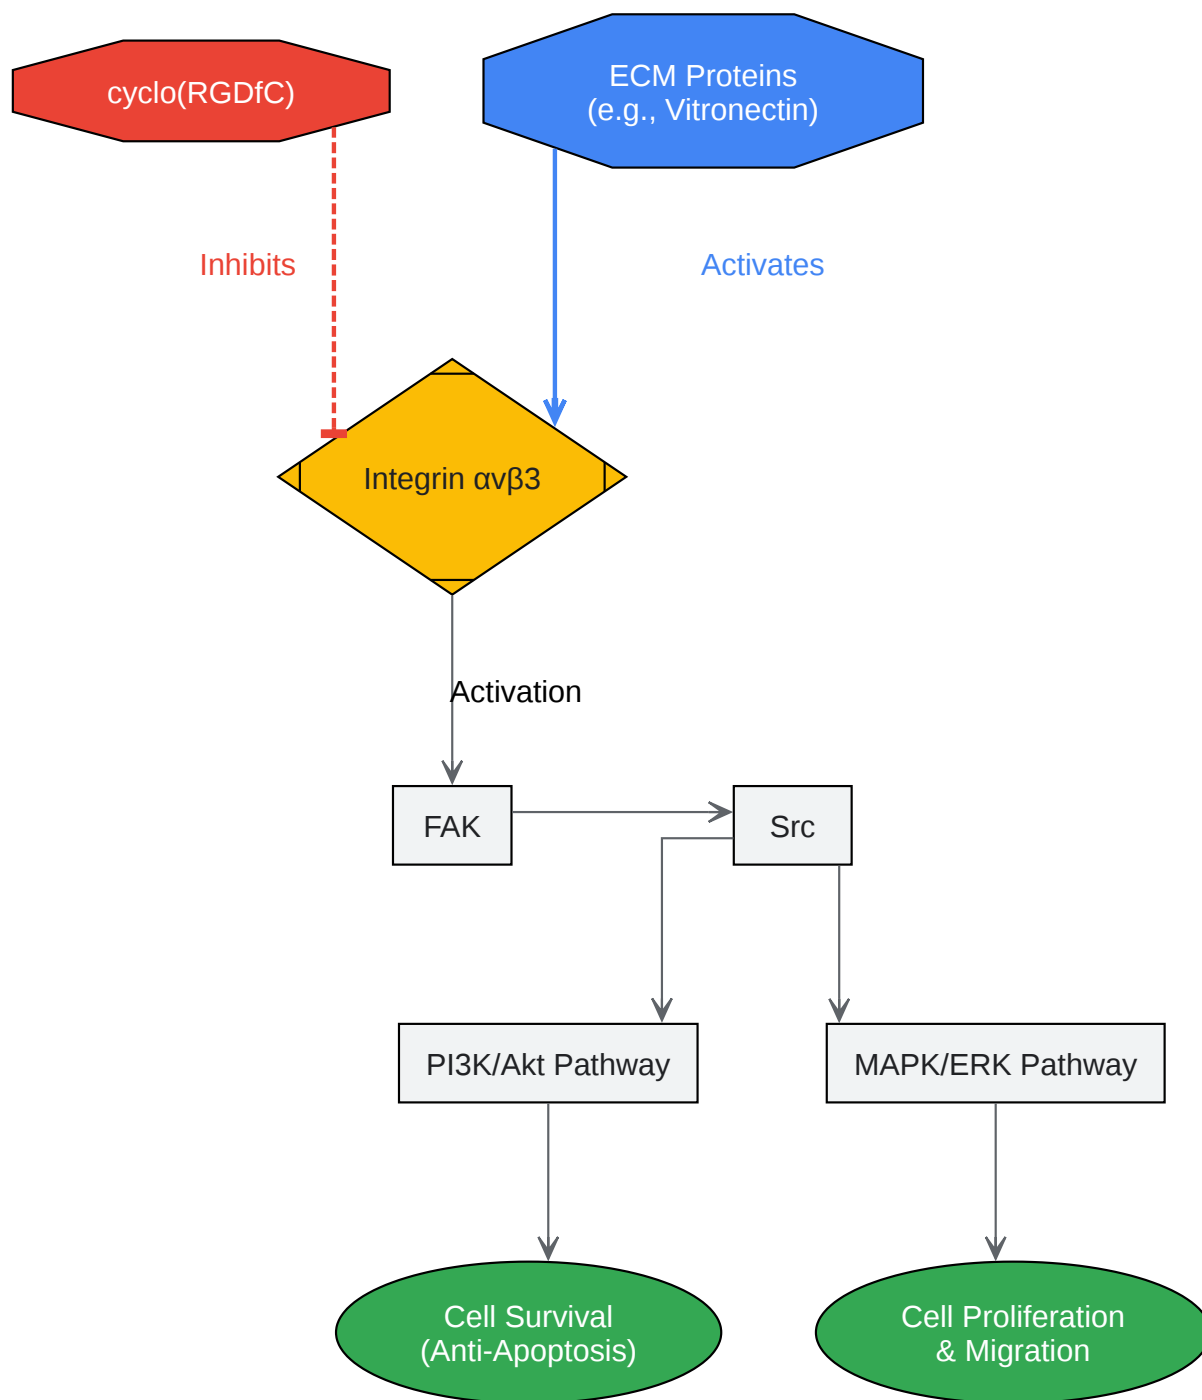 cyclo(RGDfC)
ECM Proteins
(e.g., Vitronectin)
Inhibits
Activates
Integrin αvβ3
Activation
FAK
Src
PI3K/Akt Pathway
MAPK/ERK Pathway
Cell Survival
(Anti-Apoptosis)
Cell Proliferation
& Migration